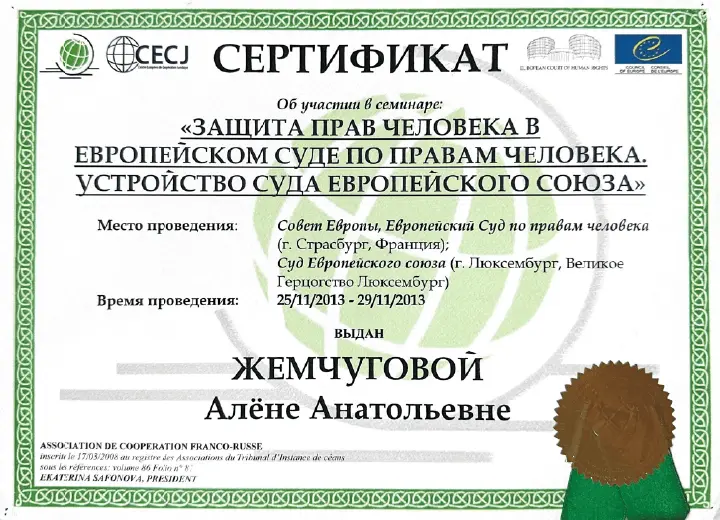 CECJ
СЕРТИФИКАТ
EUROPEAN COURT OF HUMAN RIGHTS
COUNCIL CONSEIL
OF EUROPE DE L'EUROPE
Об участии в семинаре:
«ЗАЩИТА ПРАВ ЧЕЛОВЕКА В
ЕВРОПЕЙСКОМ СУДЕ ПО ПРАВАМ ЧЕЛОВЕКА.
УСТРОЙСТВО СУДА ЕВРОПЕЙСКОГО СОЮЗА»
Место проведения: Совет Европы, Европейский Суд по правам человека
(г. Страсбург, Франция);
Суд Европейского союза (г. Люксембург, Великое
Герцогство Люксембург)
Время проведения: 25/11/2013 - 29/11/2013
ВЫДАН
ЖЕМЧУГОВОЙ
Алёне Анатольевне
ASSOCIATION DE COOPERATION FRANCO-RUSSE
inscrite le 17/03/2008 au registre des Associations du Tribunal d'Instance de céans
sous les références: volume 86 Folio n° 8
EKATERINA SAFONOVA, PRESIDENT